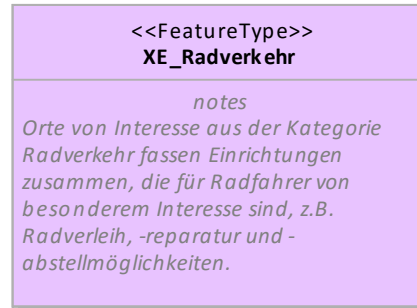 <<FeatureType>>
XE_Radverkehr
notes
Orte von Interesse aus der Kategorie
Radverkehr fassen Einrichtungen
zusammen, die für Radfahrer von
besonderem Interesse sind, z.B.
Radverleih, -reparatur und -
abstellmöglichkeiten.